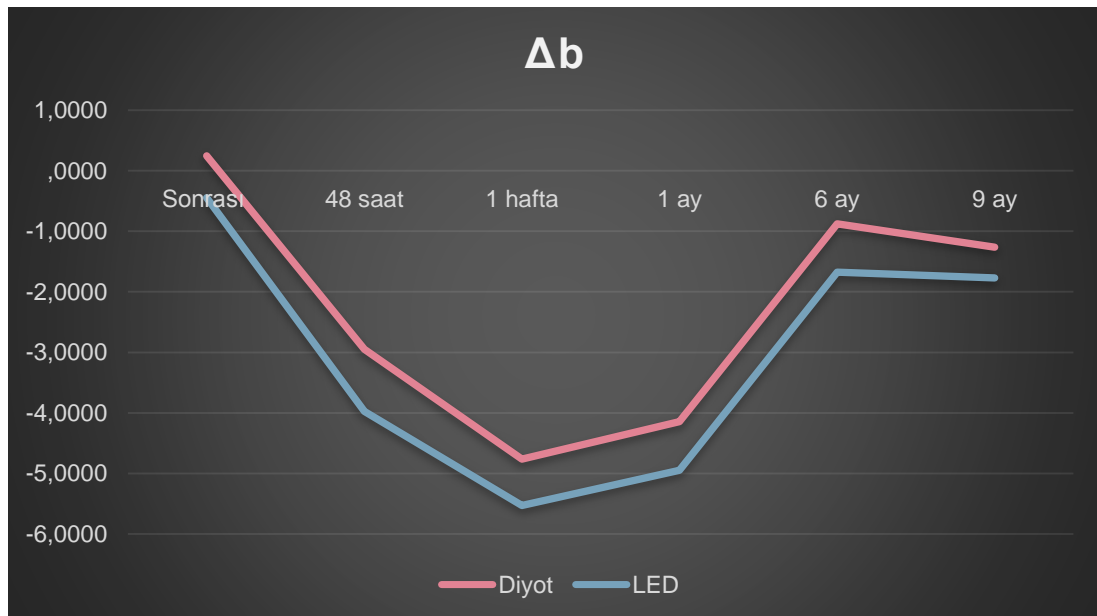 Δb
1,0000
,0000
Sonrası 48 saat 1 hafta 1 ay 6 ay 9 ay
-1,0000
-2,0000
-3,0000
-4,0000
-5,0000
-6,0000
Diyot LED